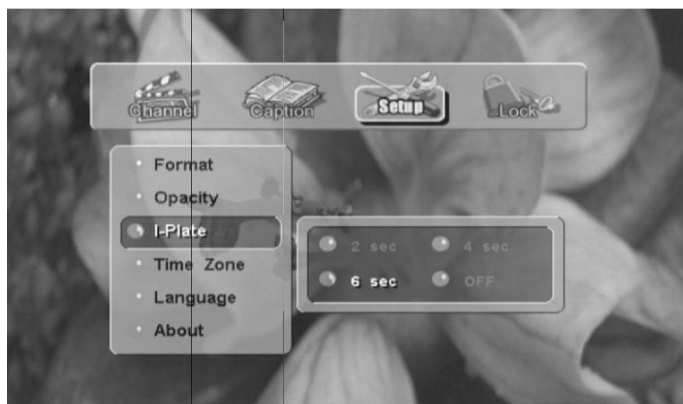 Channel Caption Setup Lock
Format
Opacity
I-Plate
2 sec 4 sec
Time Zone
6 sec OFF
Language
About